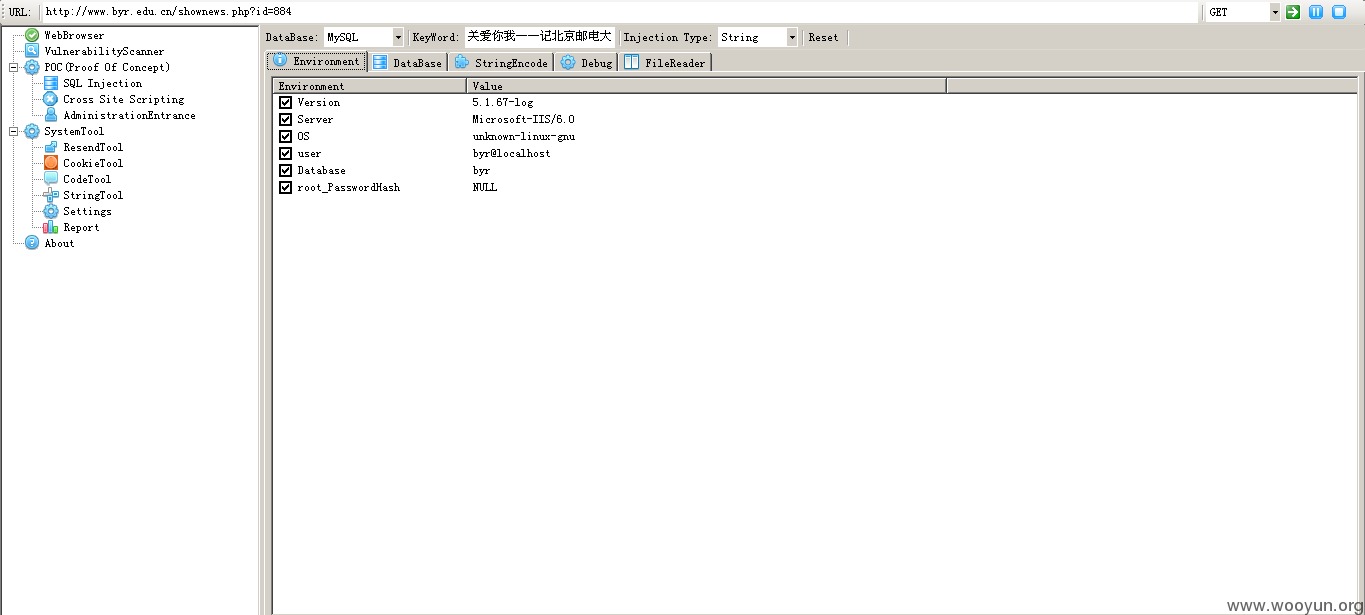 URL: http://www.byr.edu.cn/shownews.php?id=884 GET
WebBrowser
VulnerabilityScanner
POC(Proof Of Concept)
SQL Injection
Cross Site Scripting
AdministrationEntrance
SystemTool
ResendTool
CookieTool
CodeTool
StringTool
Settings
Report
About
DataBase: MySQL KeyWord: 关爱你我一一记北京邮电大 Injection Type: String Reset
Environment DataBase StringEncode Debug FileReader
Environment Value
Version 5.1.67-log
Server Microsoft-IIS/6.0
OS unknown-linux-gnu
user byr@localhost
Database byr
root_PasswordHash NULL
www.wooyun.org